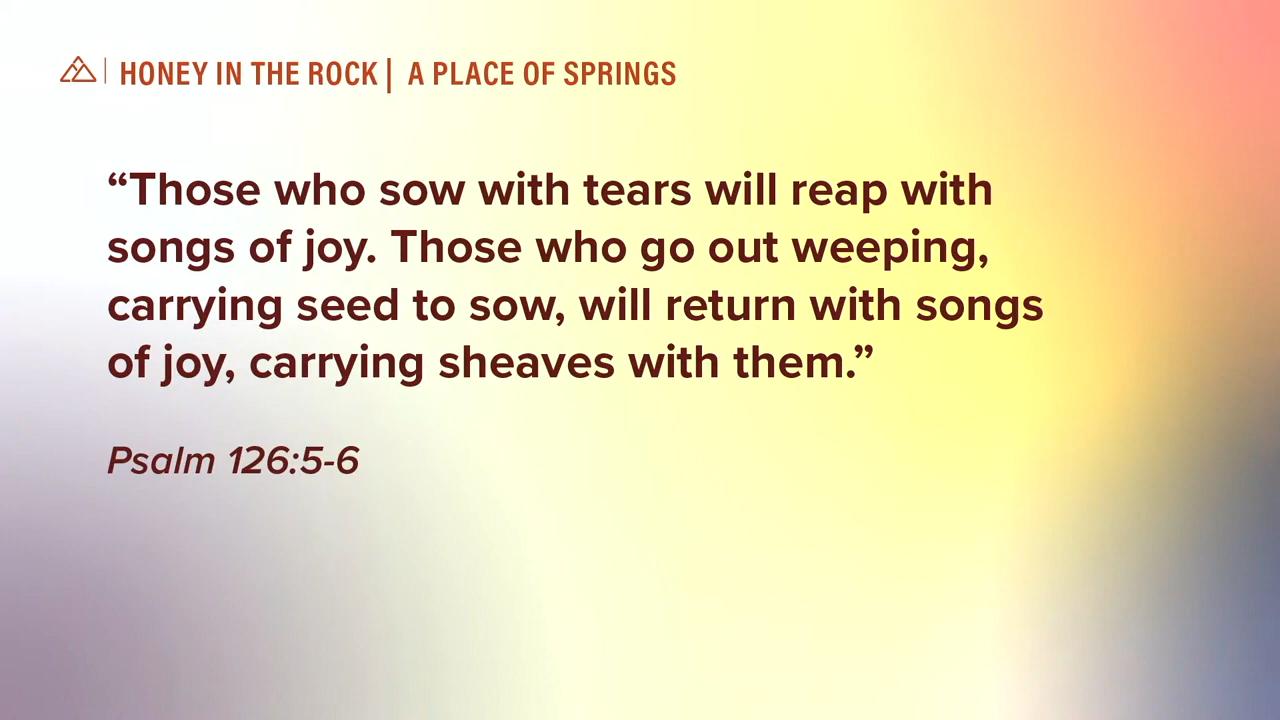 HONEY IN THE ROCK | A PLACE OF SPRINGS
“Those who sow with tears will reap with
songs of joy. Those who go out weeping,
carrying seed to sow, will return with songs
of joy, carrying sheaves with them.”
Psalm 126:5-6